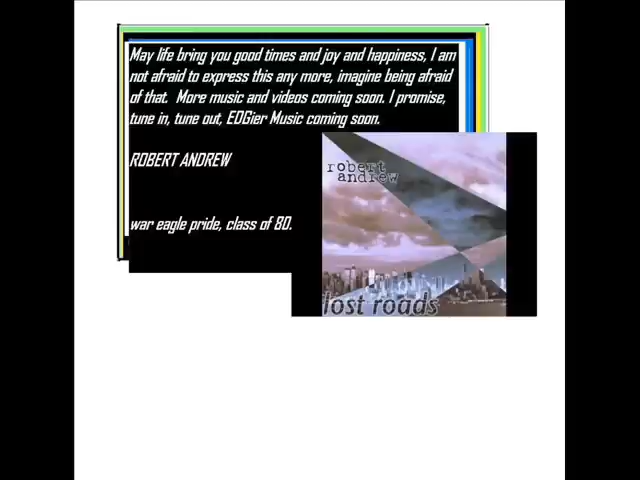 May life bring you good times and joy and happiness, I am
not afraid to express this any more, imagine being afraid
of that. More music and videos coming soon. I promise,
tune in, tune out, EDGier Music coming soon.
ROBERT ANDREW
war eagle pride, class of 80.
robert
andrew
lost roads